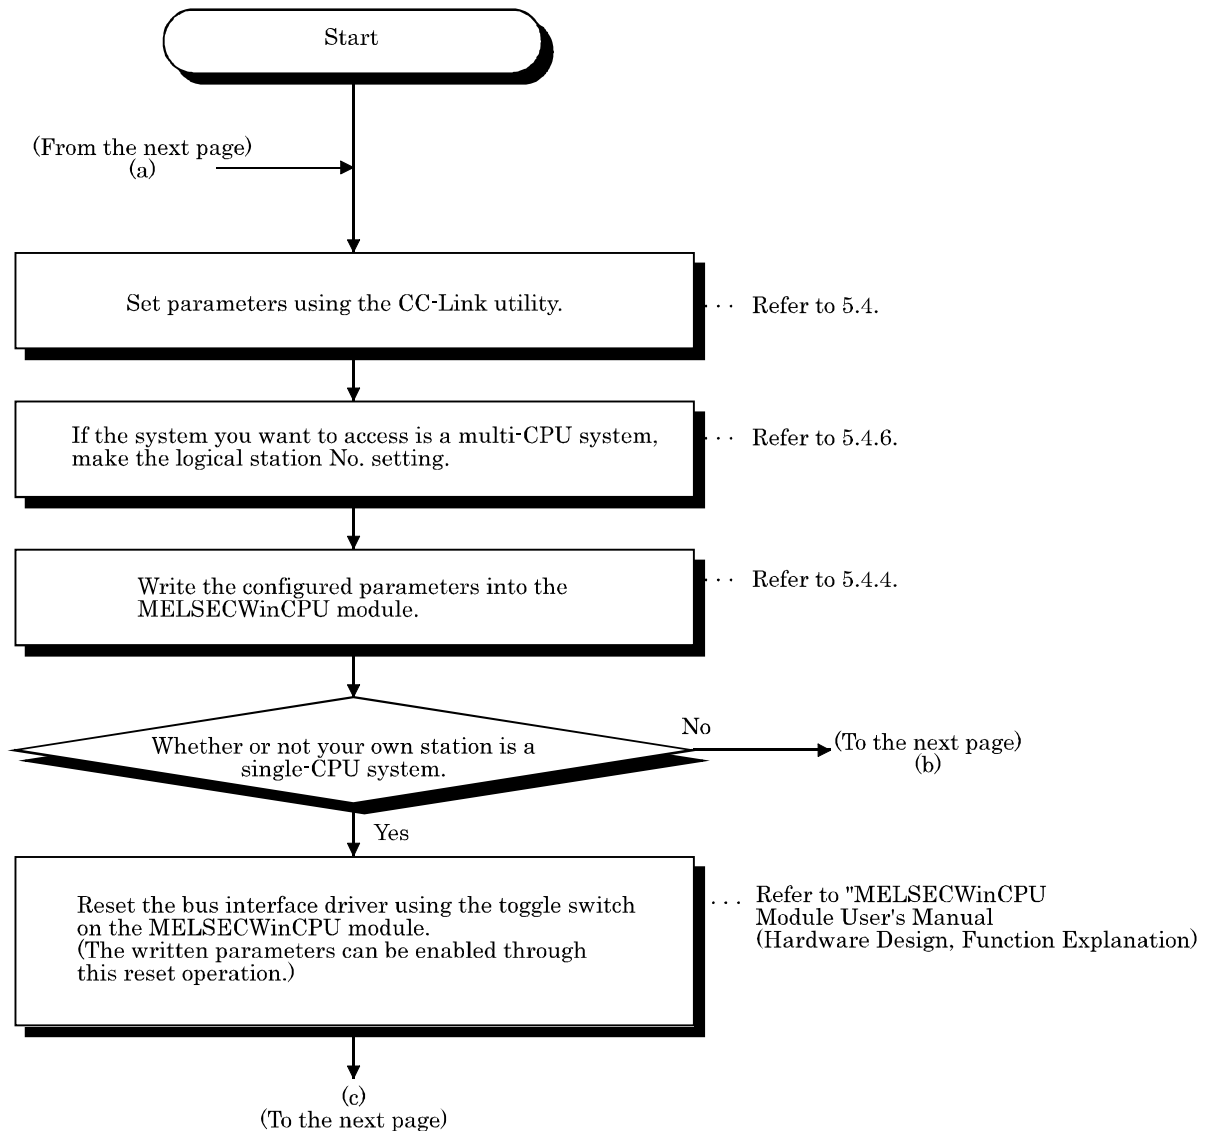 Start
(From the next page)
(a)
Set parameters using the CC-Link utility.
· · · Refer to 5.4.
If the system you want to access is a multi-CPU system,
make the logical station No. setting.
· · · Refer to 5.4.6.
Write the configured parameters into the
MELSECWinCPU module.
· · · Refer to 5.4.4.
Whether or not your own station is a
single-CPU system.
No
(To the next page)
(b)
Yes
Reset the bus interface driver using the toggle switch
on the MELSECWinCPU module.
(The written parameters can be enabled through
this reset operation.)
· · · Refer to "MELSECWinCPU
Module User's Manual
(Hardware Design, Function Explanation)
(c)
(To the next page)